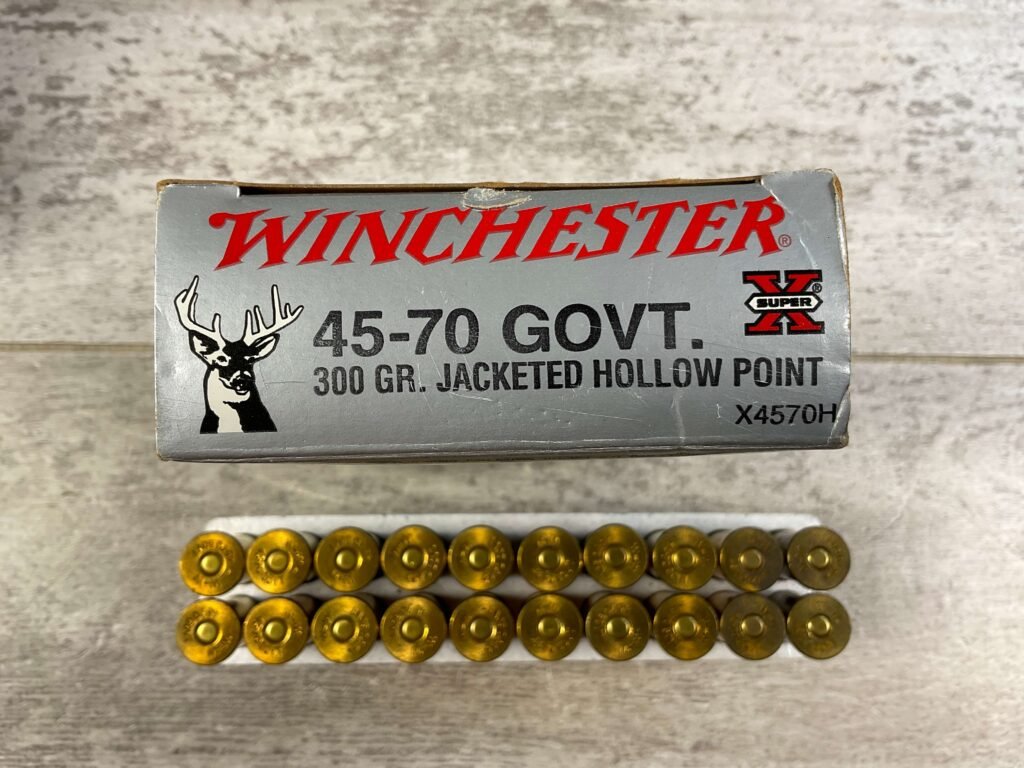 WINCHESTER®
X®
SUPER
45-70 GOVT.
300 GR. JACKETED HOLLOW POINT
X4570H